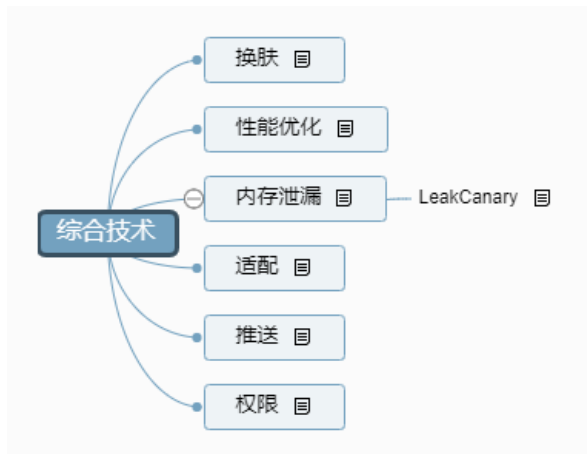 换肤
性能优化
内存泄漏
LeakCanary
综合技术
适配
推送
权限